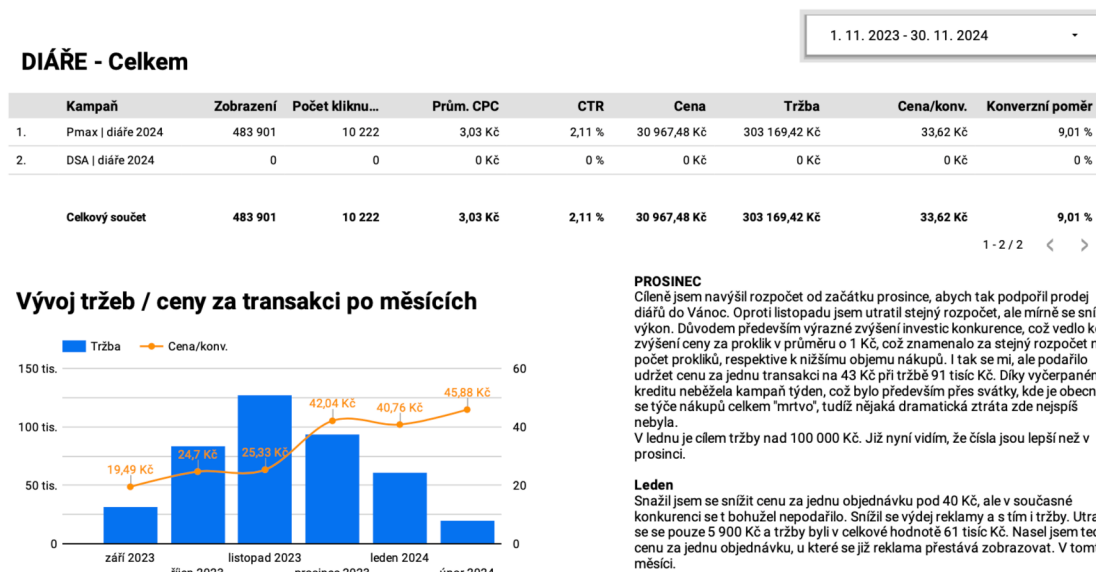 1. 11. 2023 - 30. 11. 2024
DIÁŘE - Celkem
Kampaň Zobrazení Počet kliknu... Prům. CPC CTR Cena Tržba Cena/konv. Konverzní poměr
1. Pmax | diáře 2024 483 901 10 222 3,03 Kč 2,11 % 30 967,48 Kč 303 169,42 Kč 33,62 Kč 9,01 %
2. DSA | diáře 2024 0 0 0 Kč 0 % 0 Kč 0 Kč 0 Kč 0 %
Celkový součet 483 901 10 222 3,03 Kč 2,11 % 30 967,48 Kč 303 169,42 Kč 33,62 Kč 9,01 %
1 - 2 / 2
Vývoj tržeb / ceny za transakci po měsících
Tržba Cena/konv.
150 tis. 60
100 tis. 40
50 tis. 20
0 0
19,49 Kč 24,7 Kč 25,33 Kč 42,04 Kč 40,76 Kč 45,88 Kč
září 2023 listopad 2023 leden 2024
říjen 2023 prosinec 2023 únor 2024
PROSINEC
Cíleně jsem navýšil rozpočet od začátku prosince, abych tak podpořil prodej
diářů do Vánoc. Oproti listopadu jsem utratil stejný rozpočet, ale mírně se
výkon. Důvodem především výrazné zvýšení investic konkurence, což vedlo
zvýšení ceny za proklik v průměru o 1 Kč, což znamenalo za stejný rozpočet
počet prokliků, respektive k nižšímu objemu nákupů. I tak se mi, ale podařilo
udržet cenu za jednu transakci na 43 Kč při tržbě 91 tisíc Kč. Díky
kreditu neběžela kampaň týden, což bylo především přes svátky, kde je
se týče nákupů celkem "mrtvo", tudíž nějaká dramatická ztráta zde nejspíš
nebyla.
V lednu je cílem tržby nad 100 000 Kč. Již nyní vidím, že čísla jsou lepší než v
prosinci.
Leden
Snažil jsem se snížit cenu za jednu objednávku pod 40 Kč, ale v současné
konkurenci se t bohužel nepodařilo. Snížil se výdej reklamy a s tím i tržby.
se se pouze 5 900 Kč a tržby byli v celkové hodnotě 61 tisíc Kč. Nasel jsem
cenu za jednu objednávku, u které se již reklama přestává zobrazovat. V
měsíci.